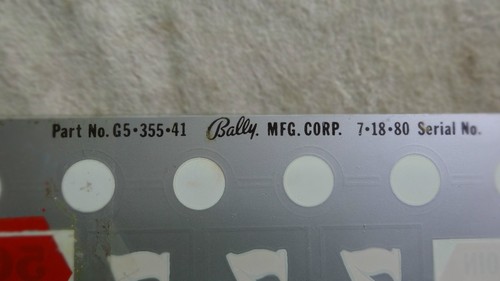 Part No. G5•355•41 Bally. MFG. CORP. 7•18•80 Serial No.